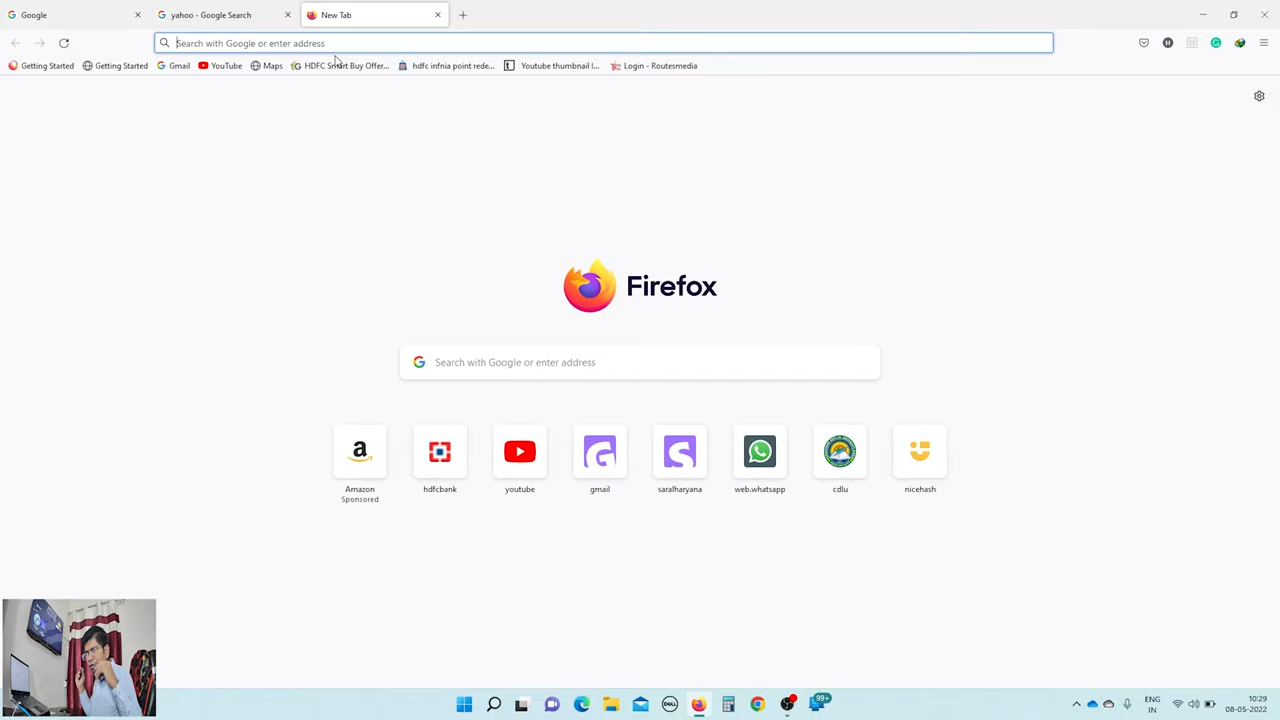 Google
yahoo - Google Search
New Tab
Search with Google or enter address
Getting Started
Getting Started
Gmail
YouTube
Maps
HDFC Smart Buy Offer...
hdfc infnia point rede...
Youtube thumbnail l...
Login - Routesmedia
Firefox
Search with Google or enter address
Amazon
Sponsored
hdfcbank
youtube
gmail
saralharyana
web.whatsapp
cdlu
nicehash
DELL
99+
ENG
IN
10:29
08-05-2022